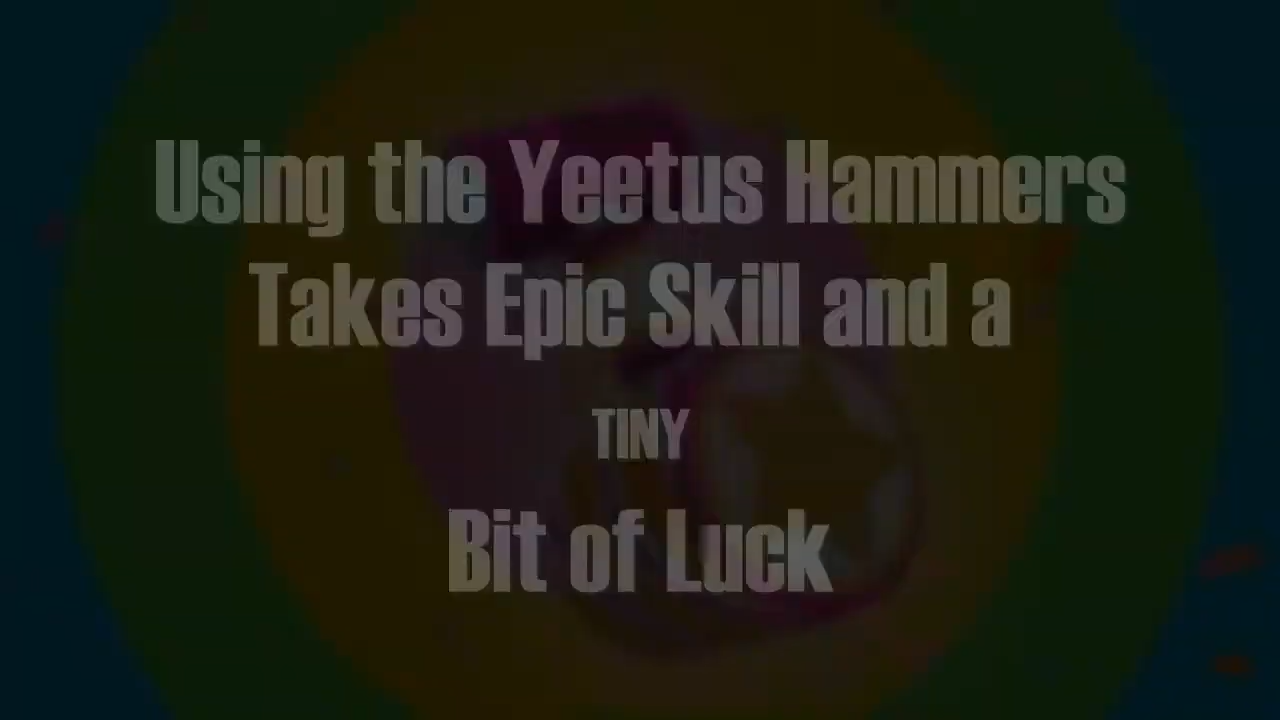 Using the Yeetus Hammers
Takes Epic Skill and a
TINY
Bit of Luck